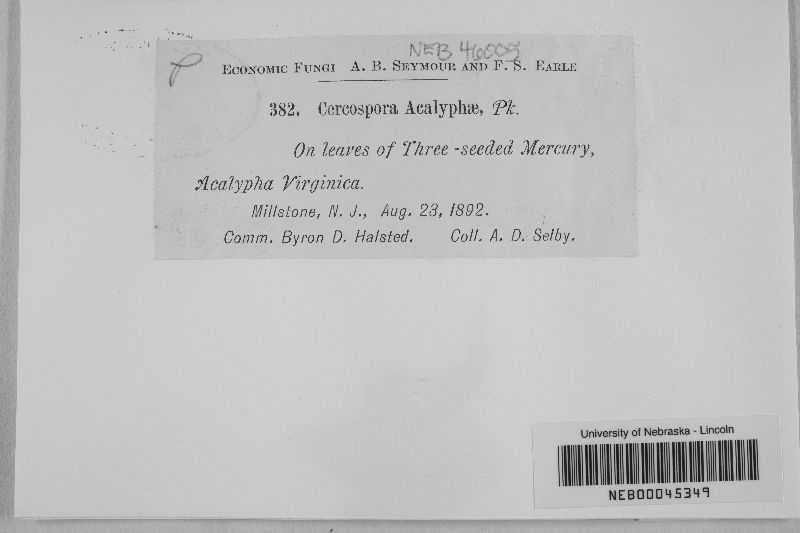 NEB 46009
P
ECONOMIC FUNGI A. B. SEYMOUR AND F. S. EARLE
382. Cercospora Acalyphæ, Pk.
On leaves of Three-seeded Mercury,
Acalypha Virginica.
Millstone, N. J., Aug. 23, 1892.
Comm. Byron D. Halsted. Coll. A. D. Selby.
University of Nebraska - Lincoln
NEB00045349